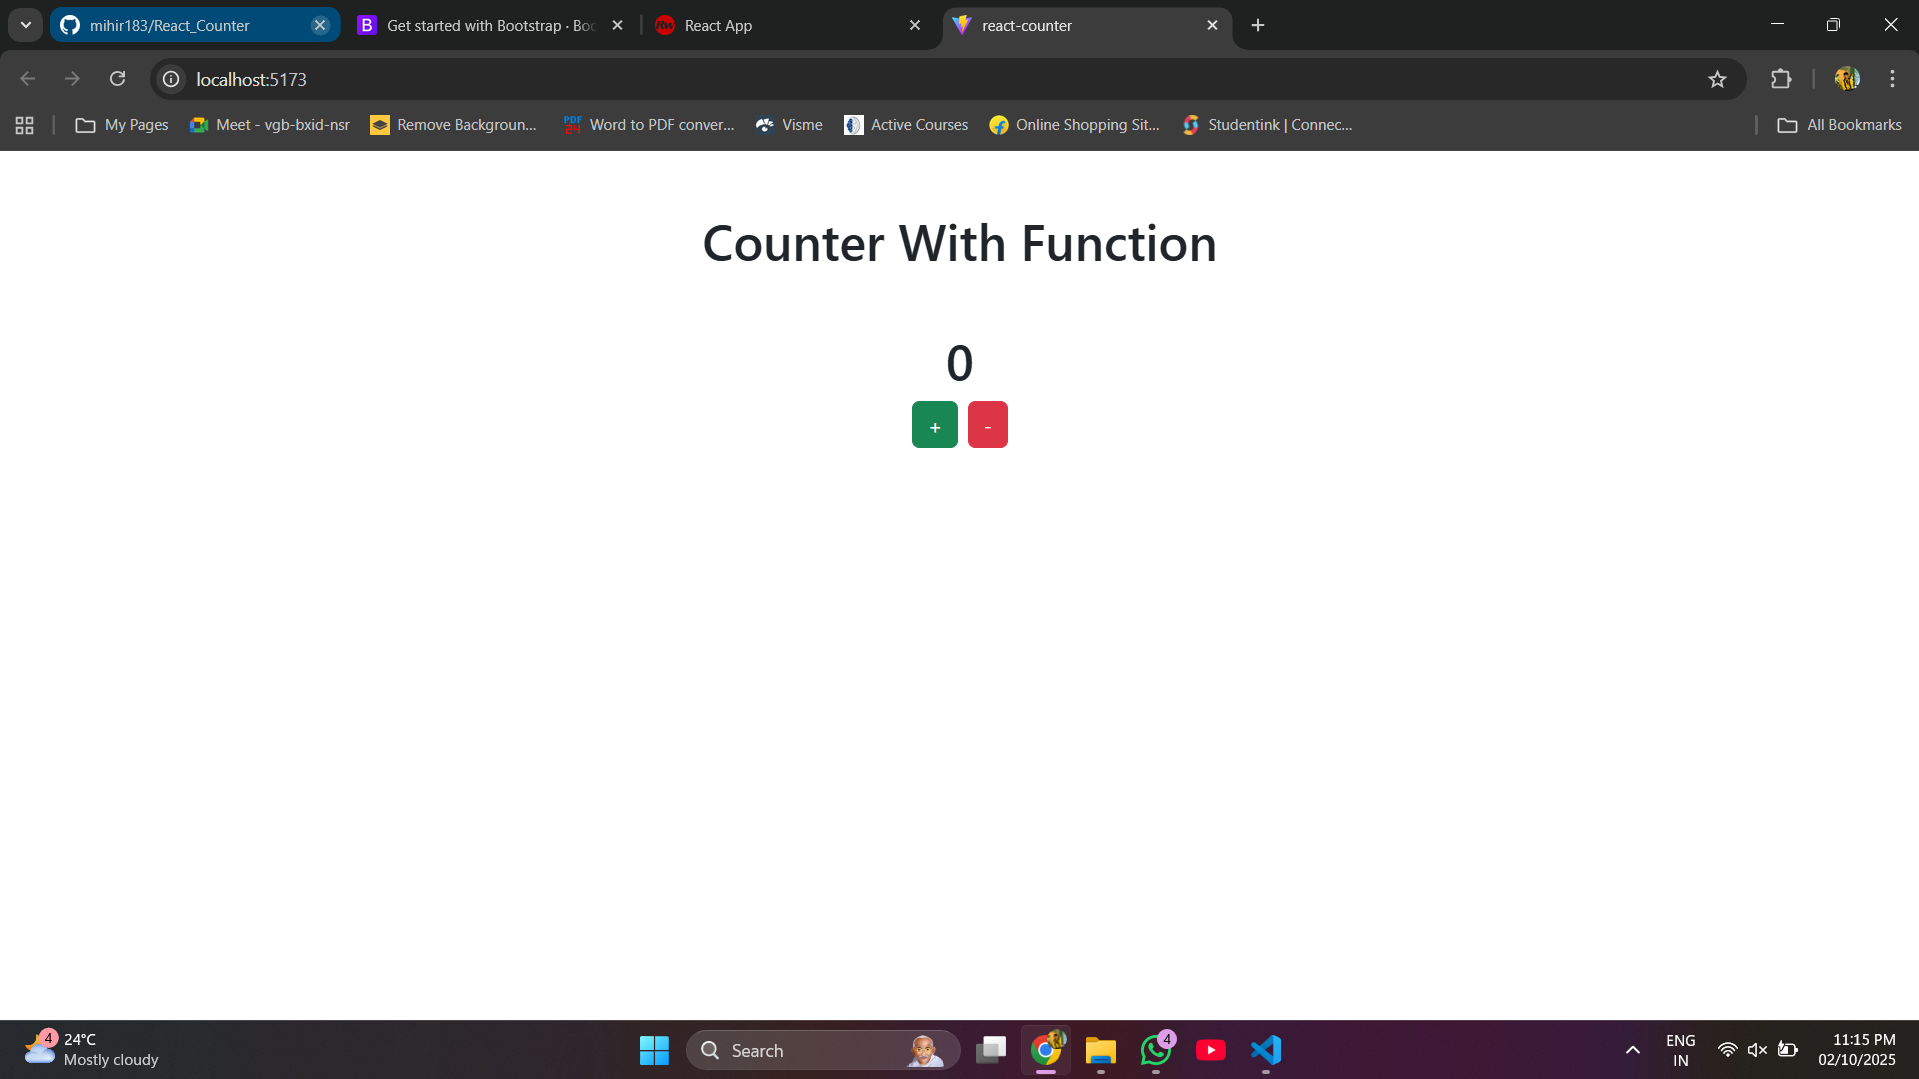 mihir183/React_Counter
Get started with Bootstrap · Boo
React App
react-counter
localhost:5173
My Pages
Meet - vgb-bxid-nsr
Remove Backgroun...
PDF 24
Word to PDF conver...
Visme
Active Courses
Online Shopping Sit...
Studentink | Connec...
All Bookmarks
Counter With Function
0
+ -
4
24°C
Mostly cloudy
Search
4
ENG
IN
11:15 PM
02/10/2025